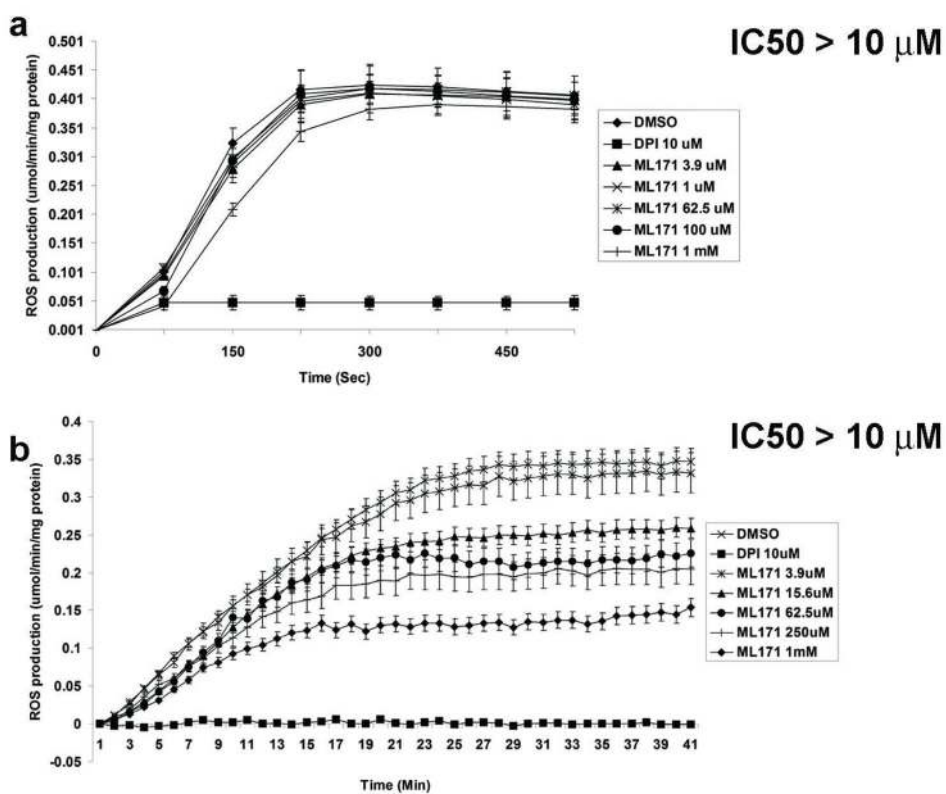 a
IC50 > 10 μM
ROS production (umol/min/mg protein)
0.501
0.451
0.401
0.351
0.301
0.251
0.201
0.151
0.101
0.051
0.001
0 150 300 450
Time (Sec)
DMSO
DPI 10 uM
ML171 3.9 uM
ML171 1 uM
ML171 62.5 uM
ML171 100 uM
ML171 1 mM
b
IC50 > 10 μM
ROS production (umol/min/mg protein)
0.4
0.35
0.3
0.25
0.2
0.15
0.1
0.05
0
-0.05
1 3 5 7 9 11 13 15 17 19 21 23 25 27 29 31 33 35 37 39 41
Time (Min)
DMSO
DPI 10uM
ML171 3.9uM
ML171 15.6uM
ML171 62.5uM
ML171 250uM
ML171 1mM